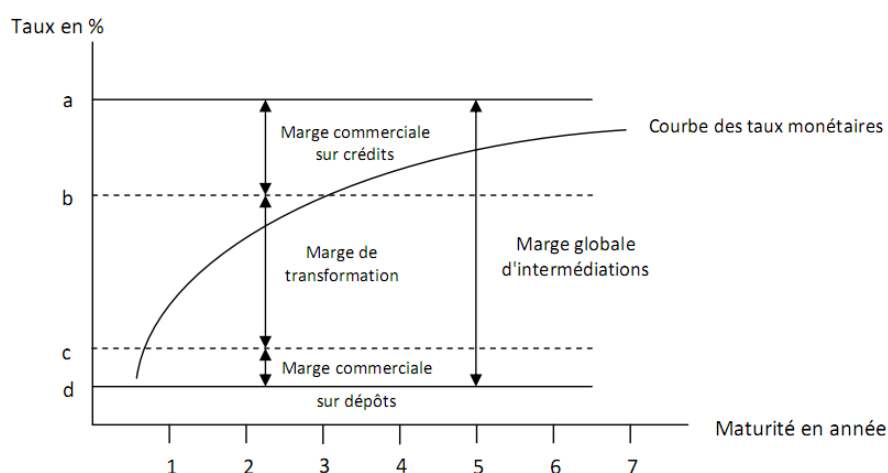 Taux en %
a
Marge commerciale
sur crédits
Courbe des taux monétaires
b
Marge de
transformation
Marge globale
d'intermédiations
c
Marge commerciale
d
sur dépôts
Maturité en année
1 2 3 4 5 6 7